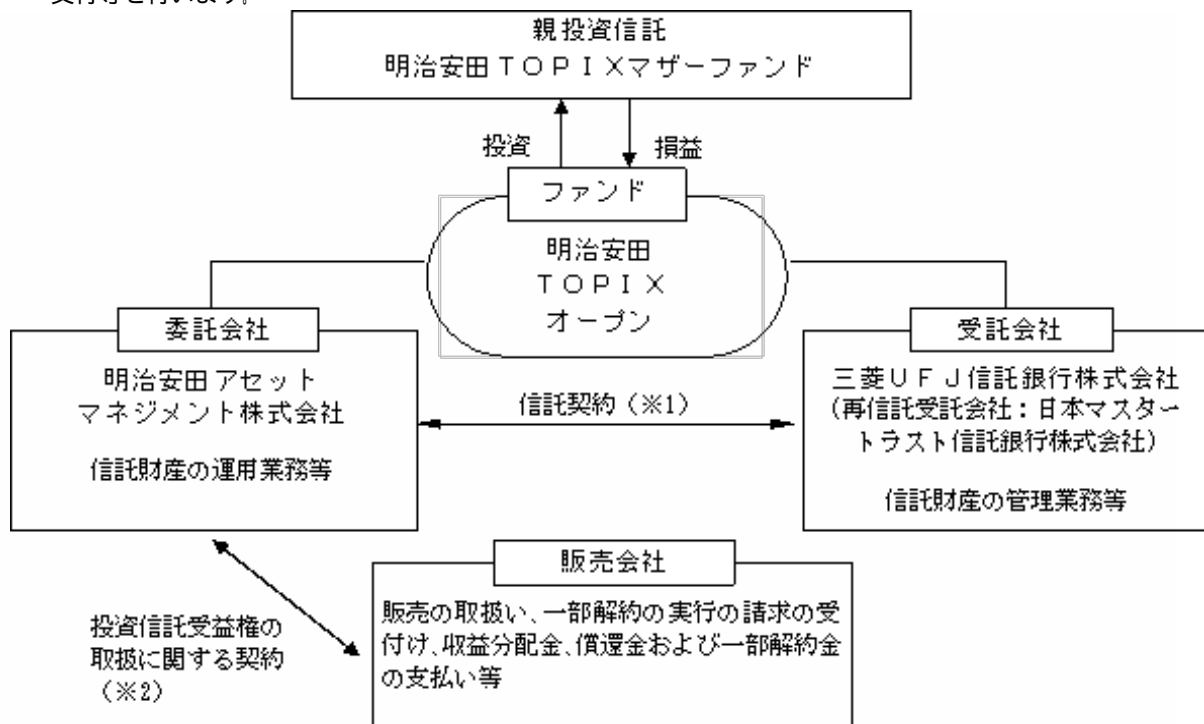 受付等を行います。
親投資信託
明治安田TOPIXマザーファンド
投資
損益
ファンド
明治安田
TOPIX
オープン
委託会社
明治安田アセット
マネジメント株式会社
信託財産の運用業務等
信託契約（※1）
受託会社
三菱UFJ信託銀行株式会社
（再信託受託会社：日本マスター
トラスト信託銀行株式会社）
信託財産の管理業務等
販売会社
販売の取扱い、一部解約の実行の請求の受
付け、収益分配金、償還金および一部解約金
の支払い等
投資信託受益権の
取扱に関する契約
（※2）